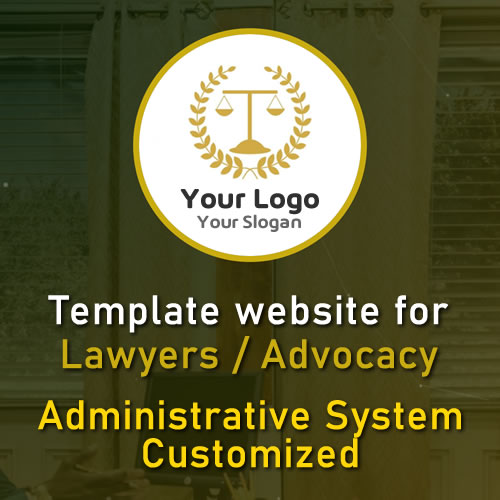 Your Logo
Your Slogan
Template website for
Lawyers / Advocacy
Administrative System
Customized